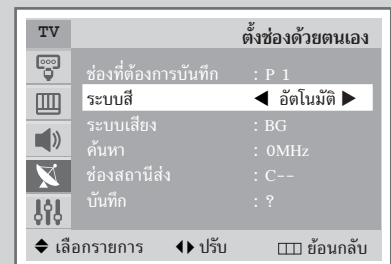 TV ตั้งช่องด้วยตนเอง
ช่องที่ต้องการบันทึก : P 1
ระบบสี ◀ อัตโนมัติ ▶
ระบบเสียง : BG
ค้นหา : 0MHz
ช่องสถานีส่ง : C--
บันทึก : ?
เลือกรายการ ปรับ ย้อนกลับ